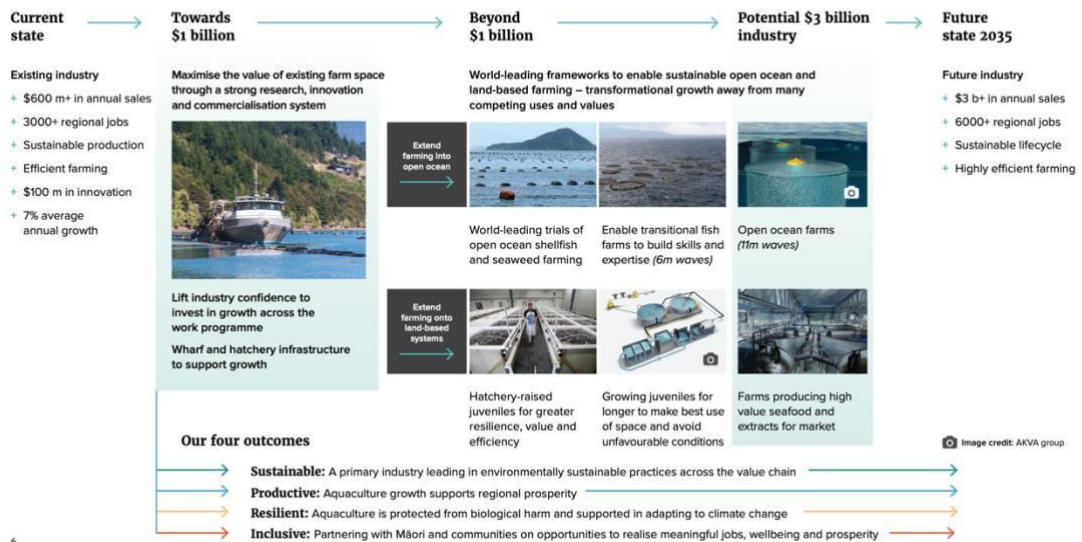 Current
state
Towards
$1 billion
Beyond
$1 billion
Potential $3 billion
industry
Future
state 2035
Existing industry
+ $600 m+ in annual sales
+ 3000+ regional jobs
+ Sustainable production
+ Efficient farming
+ $100 m in innovation
+ 7% average
annual growth
Maximise the value of existing farm space
through a strong research, innovation
and commercialisation system
Lift industry confidence to
invest in growth across the
work programme
Wharf and hatchery infrastructure
to support growth
World-leading frameworks to enable sustainable open ocean and
land-based farming – transformational growth away from many
competing uses and values
Extend
farming into
open ocean
World-leading trials of
open ocean shellfish
and seaweed farming
Enable transitional fish
farms to build skills and
expertise (6m waves)
Open ocean farms
(11m waves)
Extend
farming onto
land-based
systems
Hatchery-raised
juveniles for greater
resilience, value and
efficiency
Growing juveniles for
longer to make best use
of space and avoid
unfavourable conditions
Farms producing high
value seafood and
extracts for market
Future industry
+ $3 b+ in annual sales
+ 6000+ regional jobs
+ Sustainable lifecycle
+ Highly efficient farming
Image credit: AKVA group
Our four outcomes
Sustainable: A primary industry leading in environmentally sustainable practices across the value chain
Productive: Aquaculture growth supports regional prosperity
Resilient: Aquaculture is protected from biological harm and supported in adapting to climate change
Inclusive: Partnering with Māori and communities on opportunities to realise meaningful jobs, wellbeing and prosperity